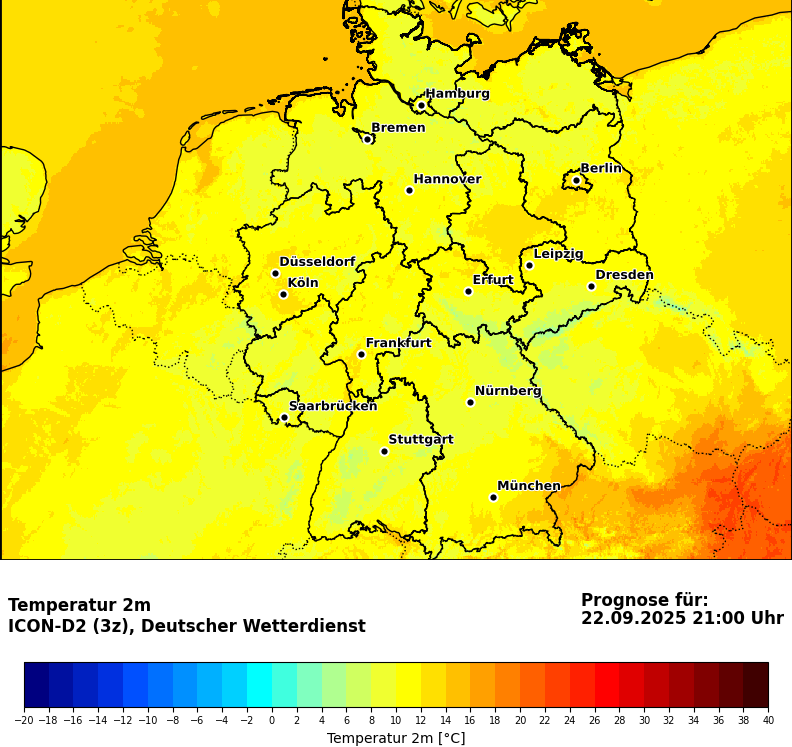 Hamburg
Bremen
Berlin
Hannover
Leipzig
Düsseldorf
Dresden
Köln
Erfurt
Frankfurt
Nürnberg
Saarbrücken
Stuttgart
München
Temperatur 2m
ICON-D2 (3z), Deutscher Wetterdienst
Prognose für:
22.09.2025 21:00 Uhr
−20 −18 −16 −14 −12 −10 −8 −6 −4 −2 0 2 4 6 8 10 12 14 16 18 20 22 24 26 28 30 32 34 36 38 40
Temperatur 2m [°C]